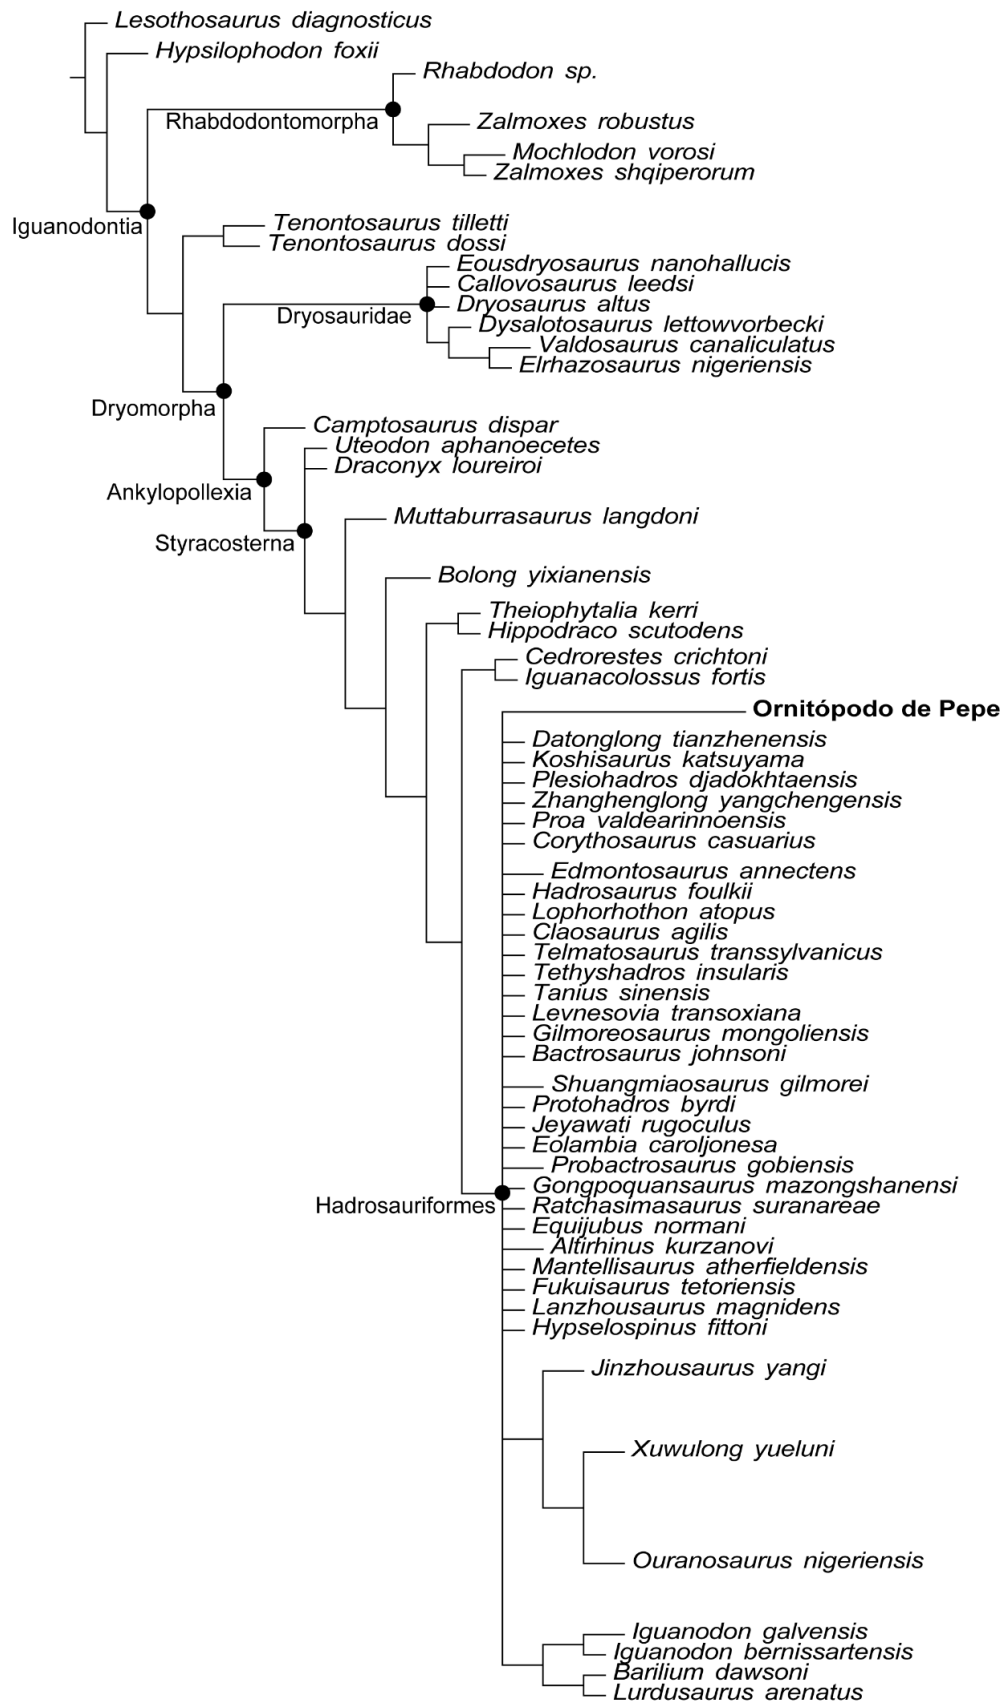 Lesothosaurus diagnosticus
Hypsilophodon foxii
Rhabdodon sp.
Rhabdodontomorpha
Zalmoxes robustus
Mochlodon vorosi
Zalmoxes shqiperorum
Iguanodontia
Tenontosaurus tilletti
Tenontosaurus dossi
Eousdryosaurus nanohallucis
Callovosaurus leedsi
Dryosaurus altus
Dryosauridae
Dysalotosaurus lettowvorbecki
Valdosaurus canaliculatus
Elrhazosaurus nigeriensis
Dryomorpha
Camptosaurus dispar
Uteodon aphanoecetes
Draconyx loureiroi
Ankylopollexia
Muttaburrasaurus langdoni
Styracosterna
Bolong yixianensis
Theiophytalia kerri
Hippodraco scutodens
Cedrorestes crichtoni
Iguanacolossus fortis
Ornitópodo de Pepe
Datonglong tianzhenensis
Koshisaurus katsuyama
Plesiohadros djadokhtaensis
Zhanghenglong yangchengensis
Proa valdearinnoensis
Corythosaurus casuarius
Edmontosaurus annectens
Hadrosaurus foulkii
Lophorhothon atopus
Claosaurus agilis
Telmatosaurus transsylvanicus
Tethyshadros insularis
Tanius sinensis
Levnesovia transoxiana
Gilmoreosaurus mongoliensis
Bactrosaurus johnsoni
Shuangmiaosaurus gilmorei
Protohadros byrdi
Jeyawati rugoculus
Eolambia caroljonesa
Probactrosaurus gobiensis
Gongpoquansaurus mazongshanensi
Hadrosauriformes
Ratchasimasaurus suranareae
Equijubus normani
Altirhinus kurzanovi
Mantellisaurus atherfieldensis
Fukuisaurus tetoriensis
Lanzhousaurus magnidens
Hypselospinus fittoni
Jinzhousaurus yangi
Xuwulong yueluni
Ouranosaurus nigeriensis
Iguanodon galvensis
Iguanodon bernissartensis
Barilium dawsoni
Lurdusaurus arenatus